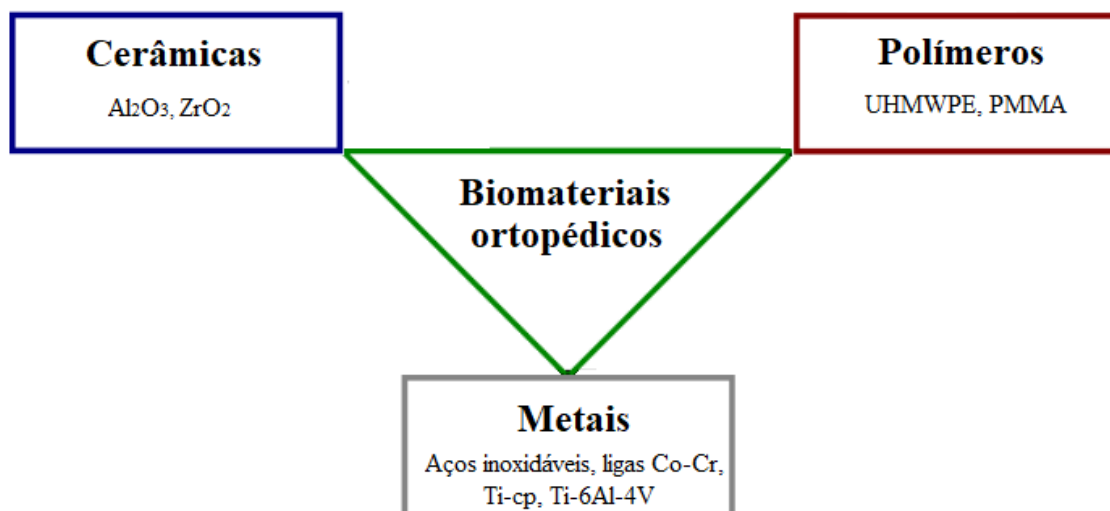 Cerâmicas
Al2O3, ZrO2
Polímeros
UHMWPE, PMMA
Biomateriais
ortopédicos
Metais
Aços inoxidáveis, ligas Co-Cr,
Ti-cp, Ti-6Al-4V